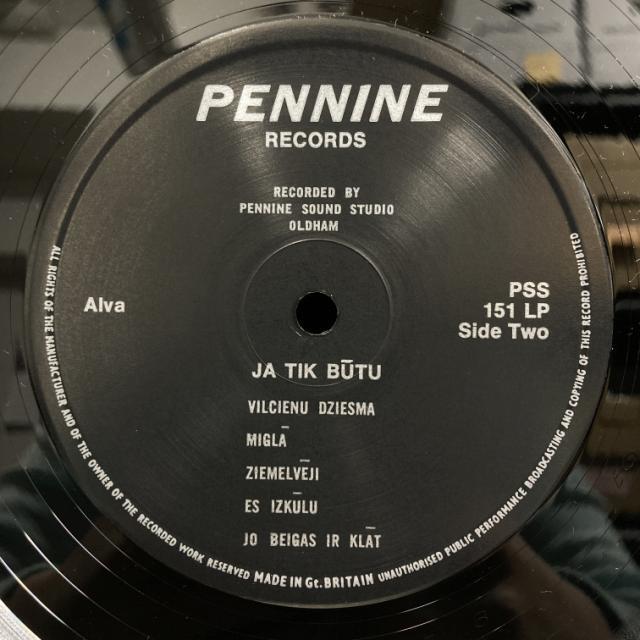 PENNINE
RECORDS
RECORDED BY
PENNINE SOUND STUDIO
OLDHAM
Alva
PSS
151 LP
Side Two
JA TIK BŪTU
VILCIENU DZIESMA
MIGLĀ
ZIEMELVĒJI
ES IZKŪLU
JO BEIGAS IR KLĀT
ALL RIGHTS OF THE MANUFACTURER AND OF THE OWNER OF THE RECORDED WORK RESERVED MADE IN Gt. BRITAIN UNAUTHORISED PUBLIC PERFORMANCE BROADCASTING AND COPYING OF THIS RECORD PROHIBITED